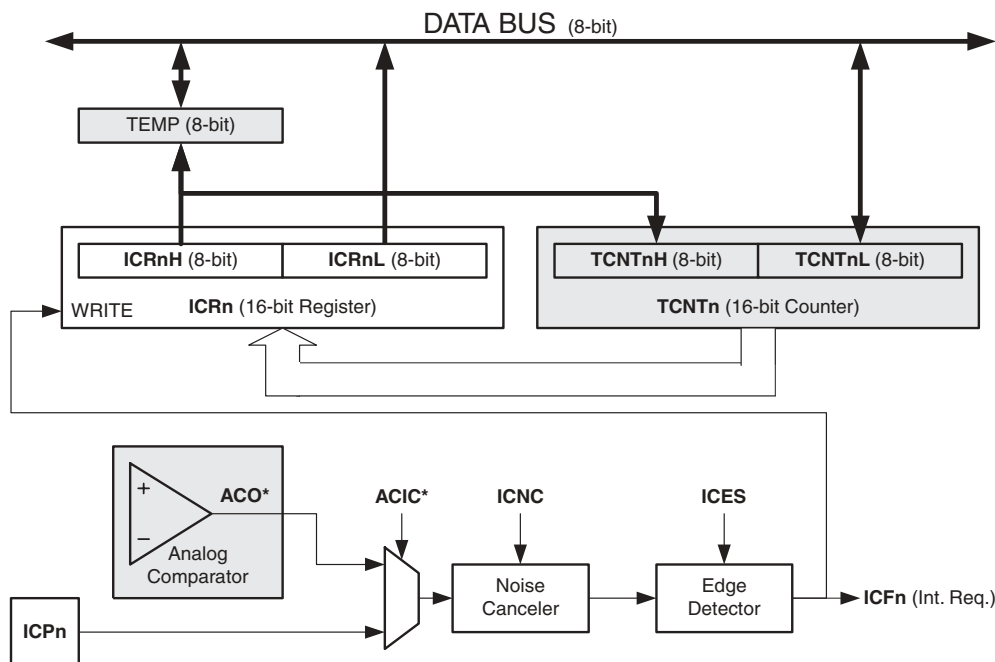 DATA BUS (8-bit)
TEMP (8-bit)
ICRnH (8-bit)
ICRnL (8-bit)
TCNTnH (8-bit)
TCNTnL (8-bit)
WRITE
ICRn (16-bit Register)
TCNTn (16-bit Counter)
+
−
ACO*
Analog
Comparator
ACIC*
ICNC
ICES
Noise
Canceler
Edge
Detector
ICFn (Int. Req.)
ICPn